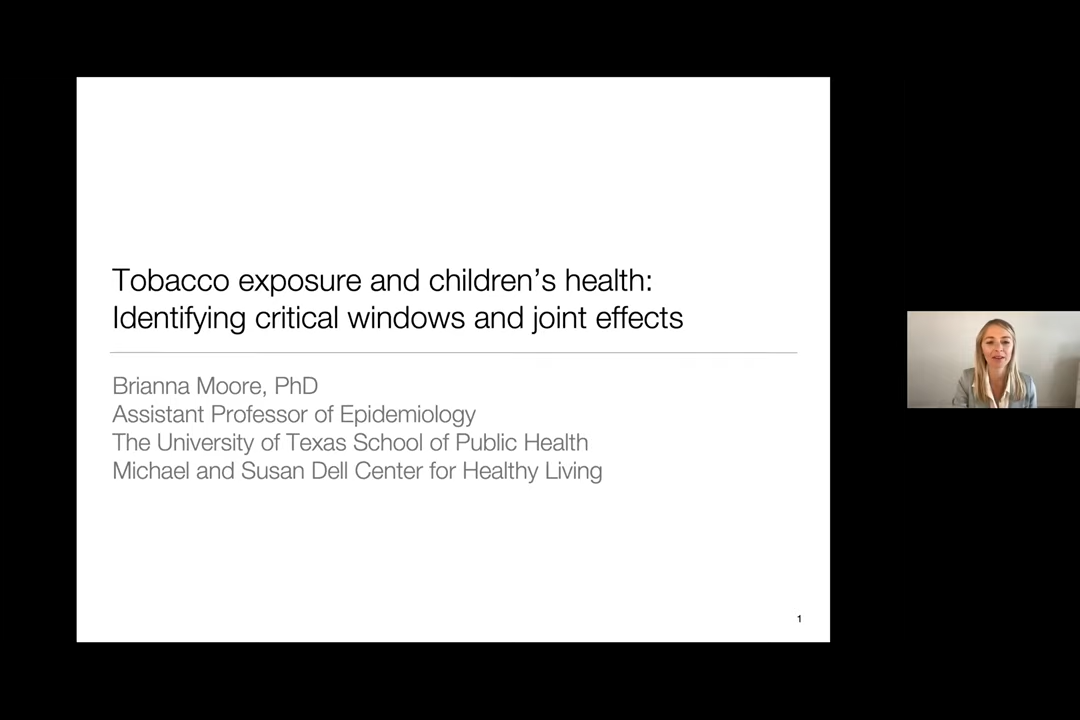 Tobacco exposure and children’s health:
Identifying critical windows and joint effects
Brianna Moore, PhD
Assistant Professor of Epidemiology
The University of Texas School of Public Health
Michael and Susan Dell Center for Healthy Living
1